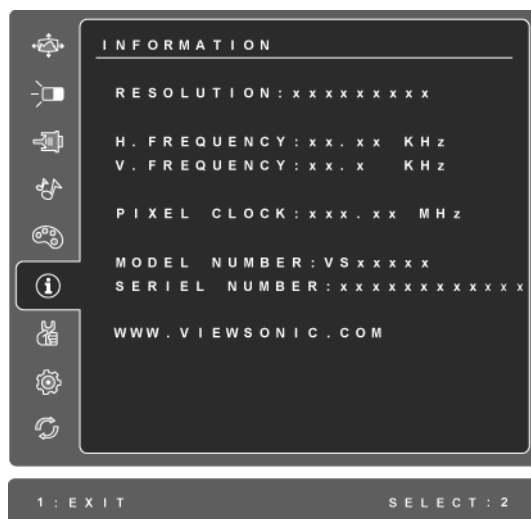 INFORMATION
RESOLUTION:xxxxxxxxx
H. FREQUENCY:xx.xx KHz
V. FREQUENCY:xx.x KHz
PIXEL CLOCK:xxx.xx MHz
MODEL NUMBER:VSxxxxx
SERIEL NUMBER:xxxxxxxxxxxx
WWW.VIEWSONIC.COM
1:EXIT SELECT:2